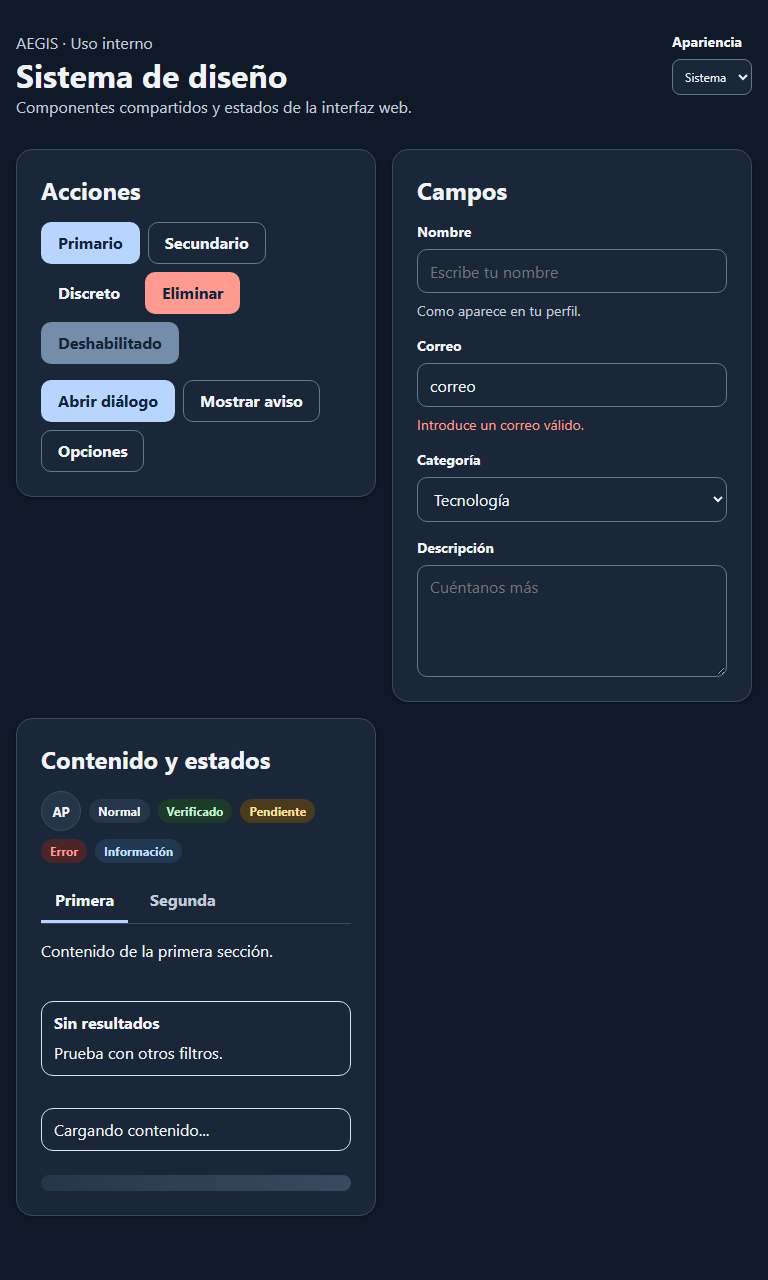 AEGIS · Uso interno
Sistema de diseño
Componentes compartidos y estados de la interfaz web.
Apariencia
Sistema
Acciones
Primario
Secundario
Discreto
Eliminar
Deshabilitado
Abrir diálogo
Mostrar aviso
Opciones
Campos
Nombre
Escribe tu nombre
Como aparece en tu perfil.
Correo
correo
Introduce un correo válido.
Categoría
Tecnología
Descripción
Cuéntanos más
Contenido y estados
AP
Normal
Verificado
Pendiente
Error
Información
Primera
Segunda
Contenido de la primera sección.
Sin resultados
Prueba con otros filtros.
Cargando contenido...